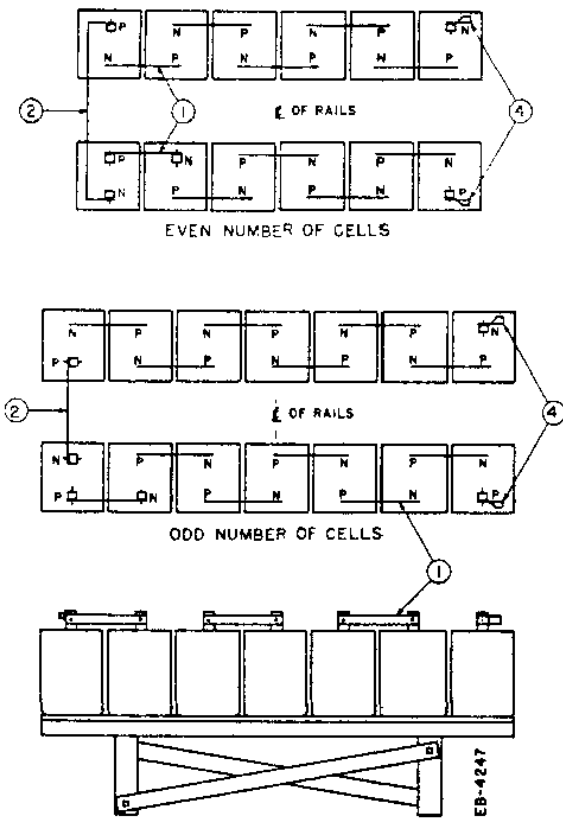 P N P N P N
N P N P N P
2
1
℄ OF RAILS
4
P N P N P N
N P N P N P
EVEN NUMBER OF CELLS
N P N P N P N
P N P N P N P
2
℄ OF RAILS
4
N P N P N P N
P N P N P N P
ODD NUMBER OF CELLS
1
EB-4247